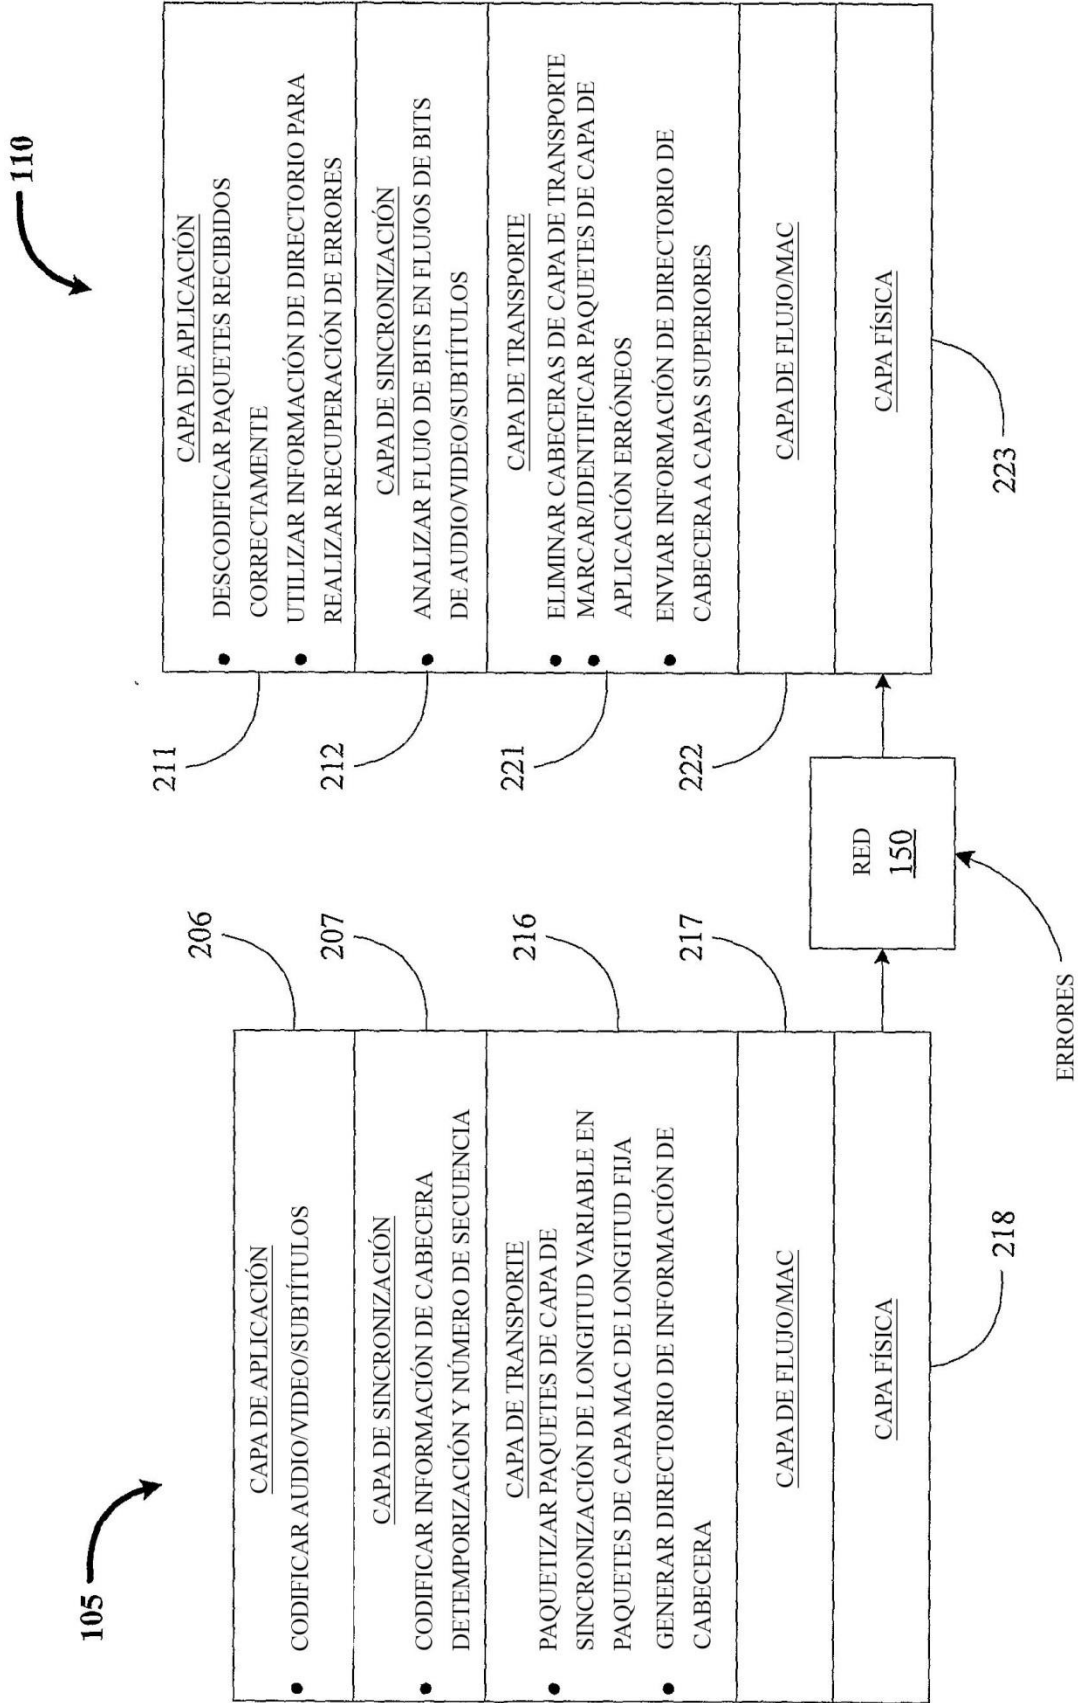 105
CAPA DE APLICACIÓN
● CODIFICAR AUDIO/VIDEO/SUBTÍTULOS
206
CAPA DE SINCRONIZACIÓN
● CODIFICAR INFORMACIÓN DE CABECERA
DETEMPORIZACIÓN Y NÚMERO DE SECUENCIA
207
CAPA DE TRANSPORTE
● PAQUETIZAR PAQUETES DE CAPA DE
SINCRONIZACIÓN DE LONGITUD VARIABLE EN
PAQUETES DE CAPA MAC DE LONGITUD FIJA
● GENERAR DIRECTORIO DE INFORMACIÓN DE
CABECERA
216
CAPA DE FLUJO/MAC
217
CAPA FÍSICA
218
RED
150
ERRORES
110
CAPA DE APLICACIÓN
● DESCODIFICAR PAQUETES RECIBIDOS
CORRECTAMENTE
● UTILIZAR INFORMACIÓN DE DIRECTORIO PARA
REALIZAR RECUPERACIÓN DE ERRORES
211
CAPA DE SINCRONIZACIÓN
● ANALIZAR FLUJO DE BITS EN FLUJOS DE BITS
DE AUDIO/VIDEO/SUBTÍTULOS
212
CAPA DE TRANSPORTE
● ELIMINAR CABECERAS DE CAPA DE TRANSPORTE
● MARCAR/IDENTIFICAR PAQUETES DE CAPA DE
APLICACIÓN ERRÓNEOS
● ENVIAR INFORMACIÓN DE DIRECTORIO DE
CABECERA A CAPAS SUPERIORES
221
CAPA DE FLUJO/MAC
222
CAPA FÍSICA
223